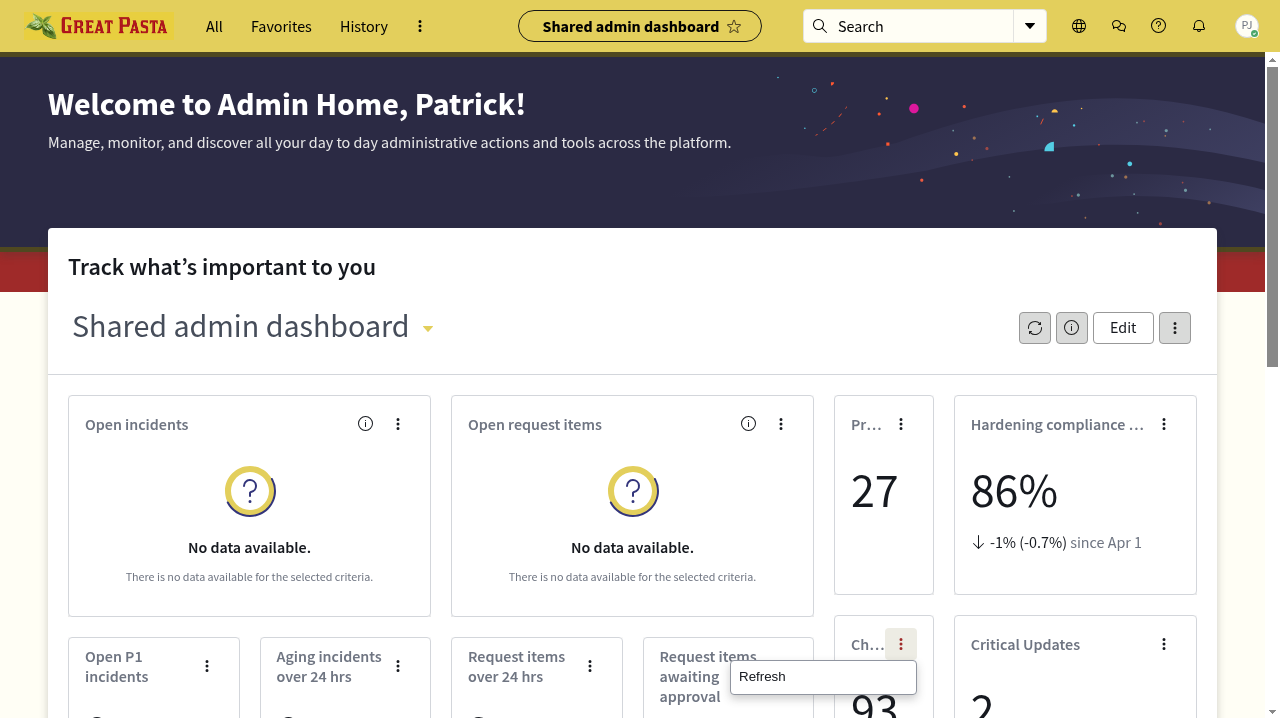 GREAT PASTA
All
Favorites
History
Shared admin dashboard
Search
PJ
Welcome to Admin Home, Patrick!
Manage, monitor, and discover all your day to day administrative actions and tools across the platform.
Track what's important to you
Shared admin dashboard
Edit
Open incidents
?
No data available.
There is no data available for the selected criteria.
Open request items
?
No data available.
There is no data available for the selected criteria.
Pr...
27
Hardening compliance ...
86%
-1% (-0.7%) since Apr 1
Open P1
incidents
Aging incidents
over 24 hrs
Request items
over 24 hrs
Request items
awaiting
approval
Ch...
Refresh
93
Critical Updates
2